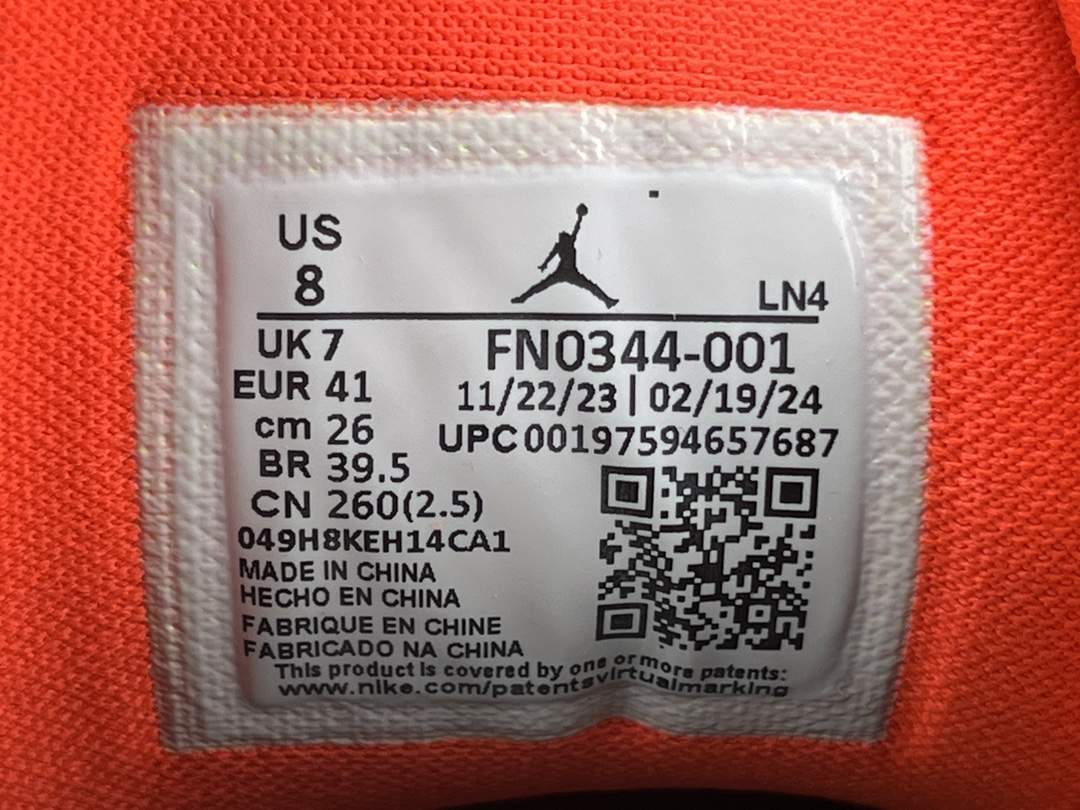 US
8
LN4
UK 7
FN0344-001
EUR 41
11/22/23 | 02/19/24
cm 26
UPC00197594657687
BR 39.5
CN 260(2.5)
049H8KEH14CA1
MADE IN CHINA
HECHO EN CHINA
FABRIQUE EN CHINE
FABRICADO NA CHINA
This product is covered by one or more patents:
www.nike.com/patentsvirtualmarking